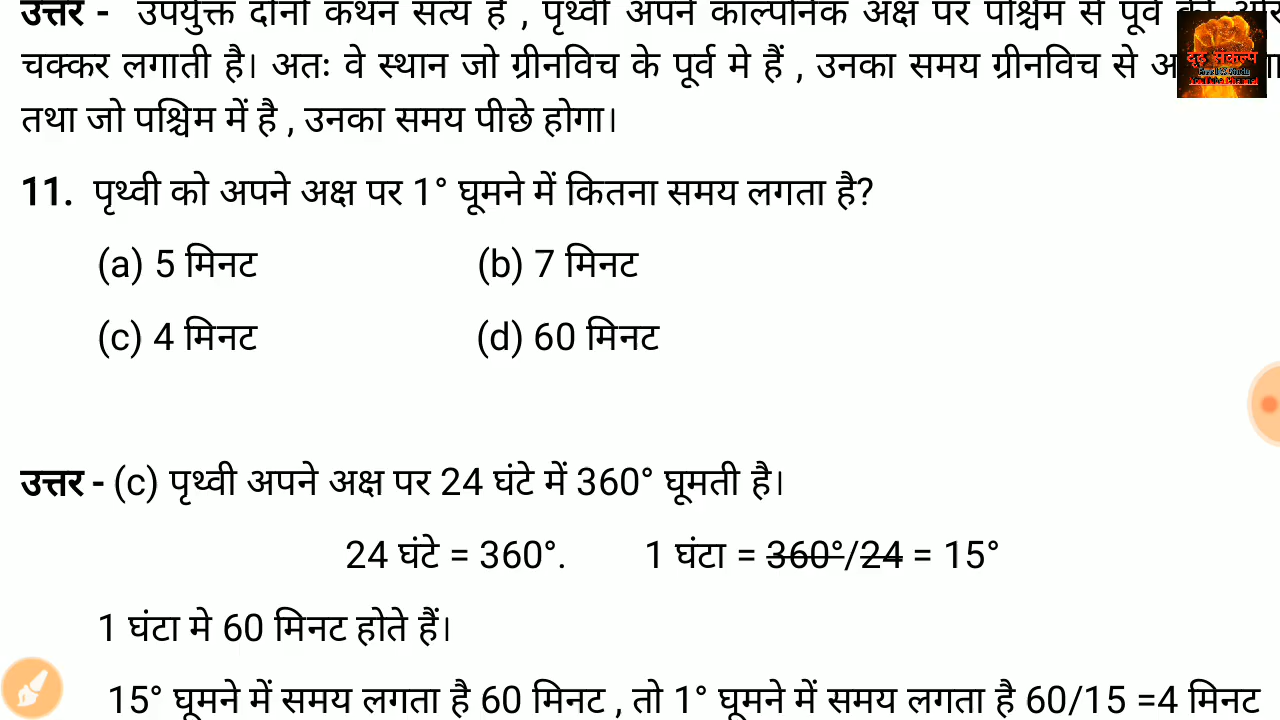 उत्तर - उपर्युक्त दोनों कथन सत्य है , पृथ्वी अपने काल्पनिक अक्ष पर पश्चिम से पूर्व की ओर
चक्कर लगाती है। अतः वे स्थान जो ग्रीनविच के पूर्व मे हैं , उनका समय ग्रीनविच से
दृढ़ संकल्प
तथा जो पश्चिम में है , उनका समय पीछे होगा।
11. पृथ्वी को अपने अक्ष पर 1° घूमने में कितना समय लगता है?
(a) 5 मिनट (b) 7 मिनट
(c) 4 मिनट (d) 60 मिनट
उत्तर - (c) पृथ्वी अपने अक्ष पर 24 घंटे में 360° घूमती है।
24 घंटे = 360°. 1 घंटा = 360°/24 = 15°
1 घंटा मे 60 मिनट होते हैं।
15° घूमने में समय लगता है 60 मिनट , तो 1° घूमने में समय लगता है 60/15 =4 मिनट